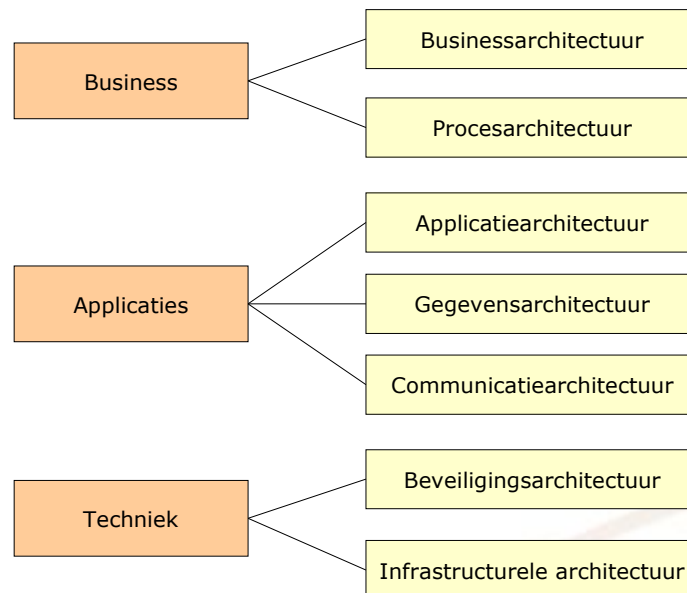 Business
Businessarchitectuur
Procesarchitectuur
Applicaties
Applicatiearchitectuur
Gegevensarchitectuur
Communicatiearchitectuur
Techniek
Beveiligingsarchitectuur
Infrastructurele architectuur